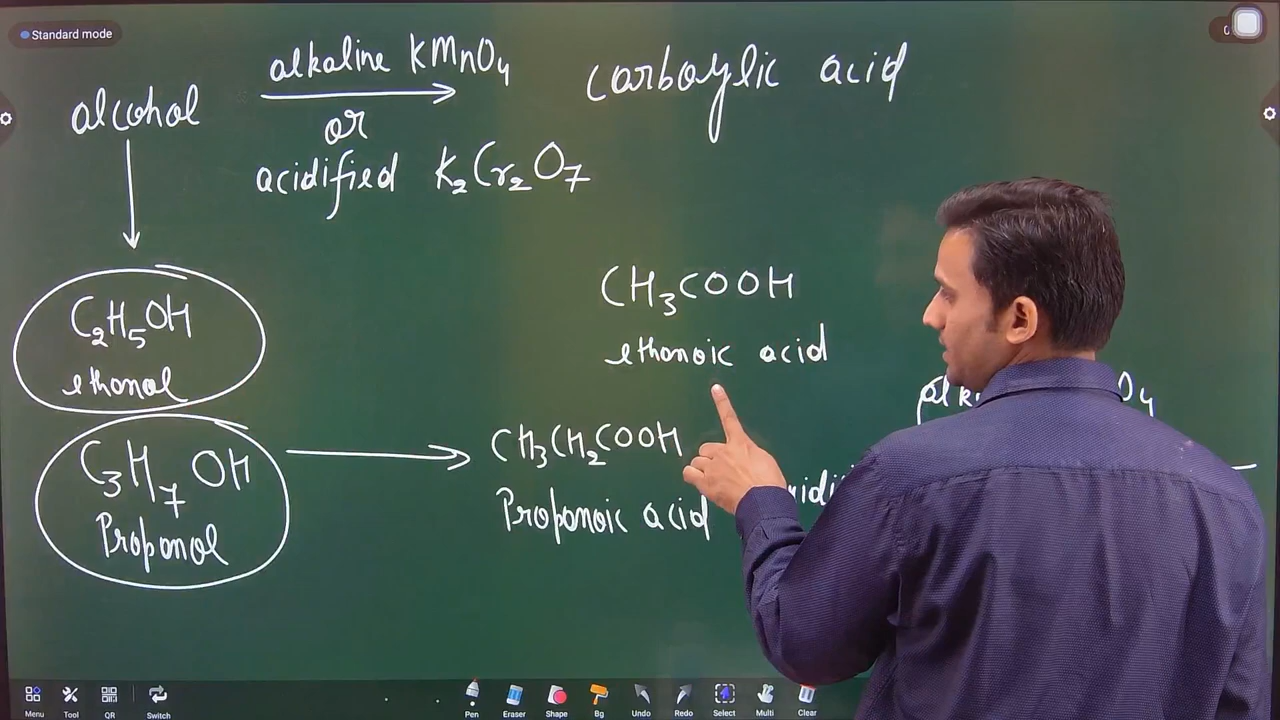 Standard mode
alkaline KMnO4
alcohol
carboxylic acid
or
acidified K2Cr2O7
C2H5OH
ethanol
CH3COOH
ethanoic acid
C3H7OH
Propanol
CH3CH2COOH
Propanoic acid
Menu Tool QR Switch Pen Eraser Shape Bg Undo Redo Select Multi Clear